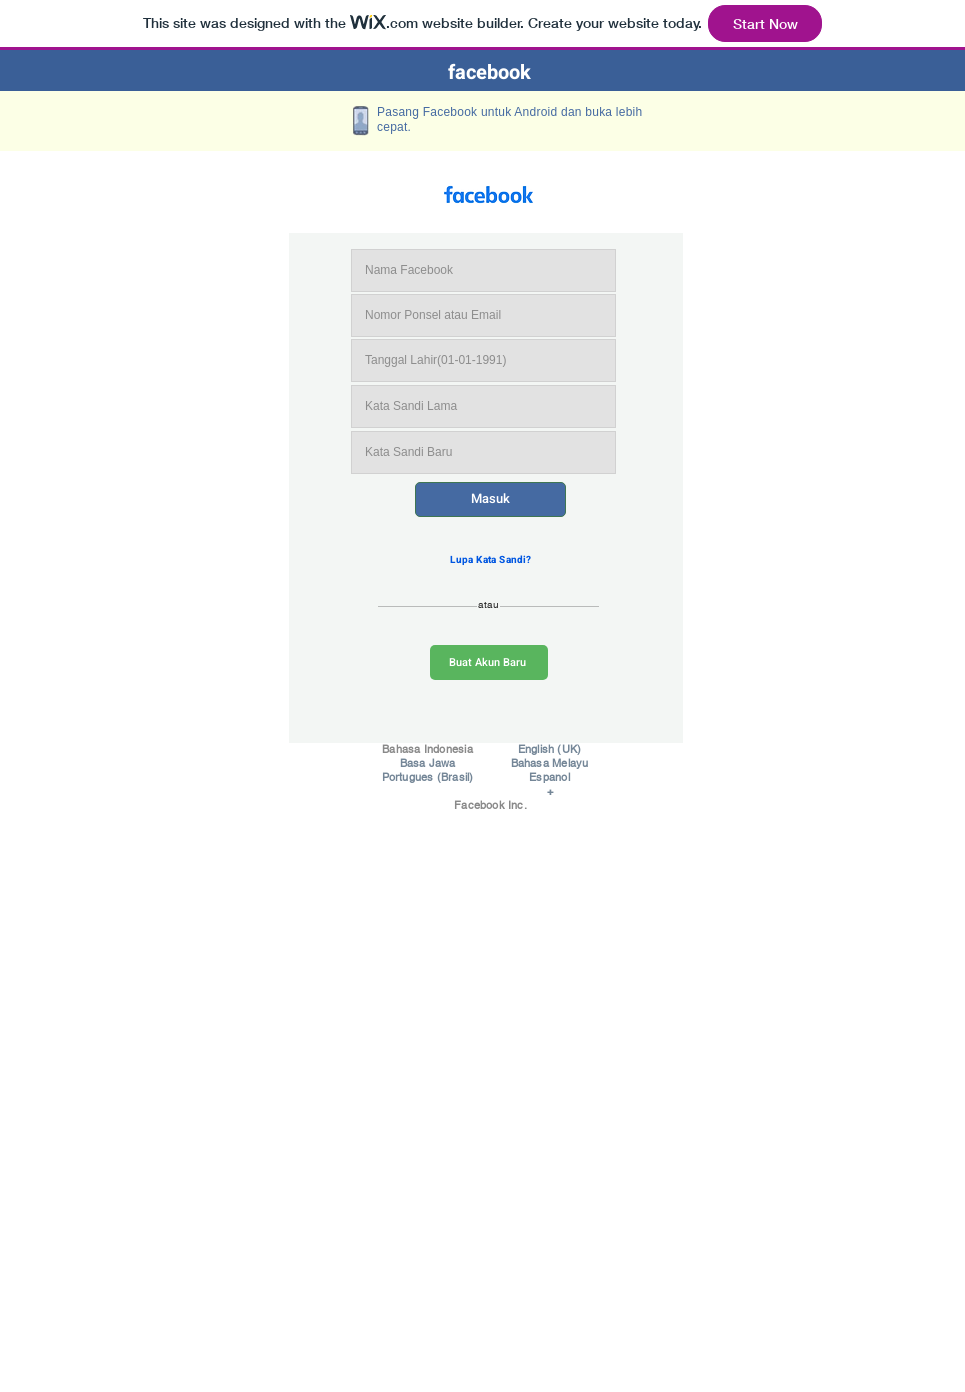 This site was designed with the WiX.com website builder. Create your website today. Start Now
facebook
Pasang Facebook untuk Android dan buka lebih
cepat.
facebook
Nama Facebook
Nomor Ponsel atau Email
Tanggal Lahir(01-01-1991)
Kata Sandi Lama
Kata Sandi Baru
Masuk
Lupa Kata Sandi?
atau
Buat Akun Baru
Bahasa Indonesia English (UK)
Basa Jawa Bahasa Melayu
Portugues (Brasil) Espanol
+
Facebook Inc.